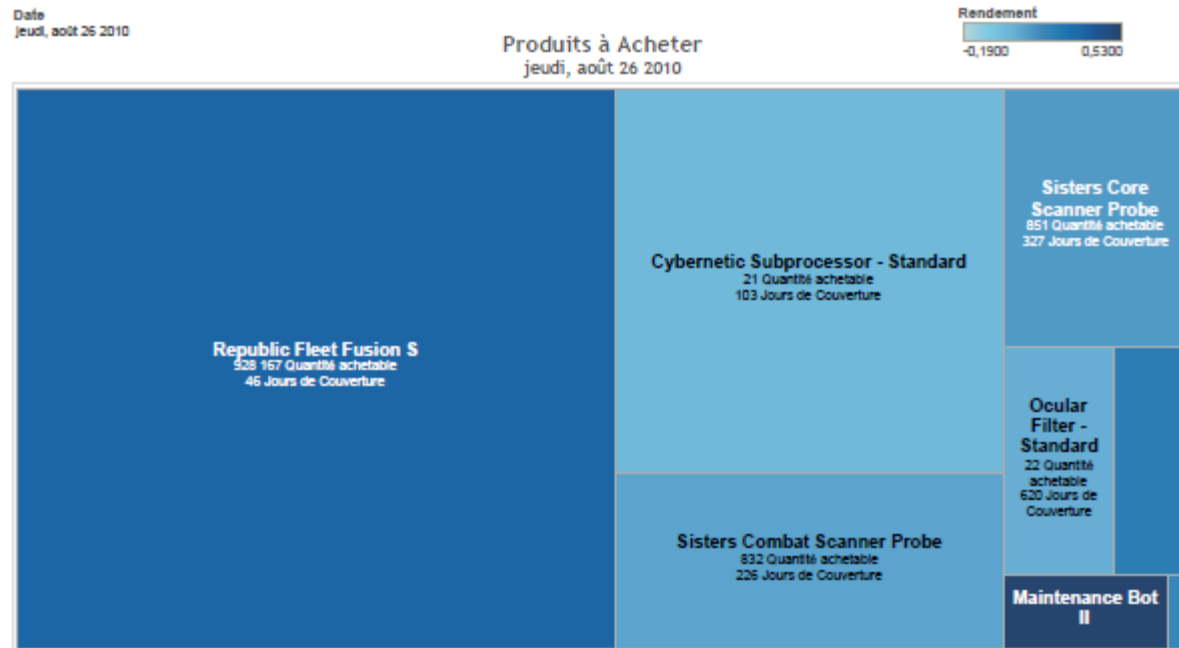 Date
jeudi, août 26 2010
Produits à Acheter
jeudi, août 26 2010
Rendement
-0,1900 0,5300
Republic Fleet Fusion S
928 167 Quantité achetable
46 Jours de Couverture
Cybernetic Subprocessor - Standard
21 Quantité achetable
103 Jours de Couverture
Sisters Combat Scanner Probe
832 Quantité achetable
226 Jours de Couverture
Sisters Core
Scanner Probe
851 Quantité achetable
327 Jours de Couverture
Ocular
Filter -
Standard
22 Quantité
achetable
620 Jours de
Couverture
Maintenance Bot
II